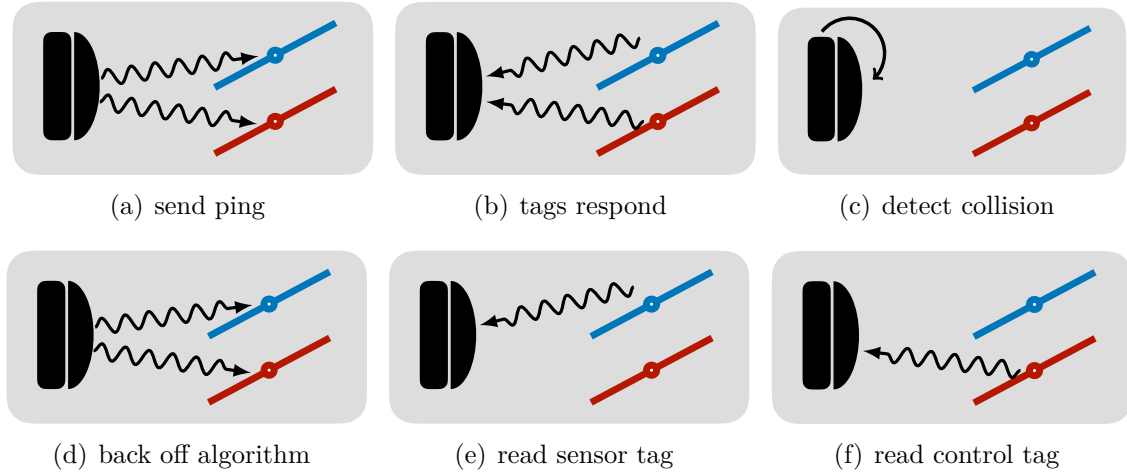 (a) send ping
(b) tags respond
(c) detect collision
(d) back off algorithm
(e) read sensor tag
(f) read control tag